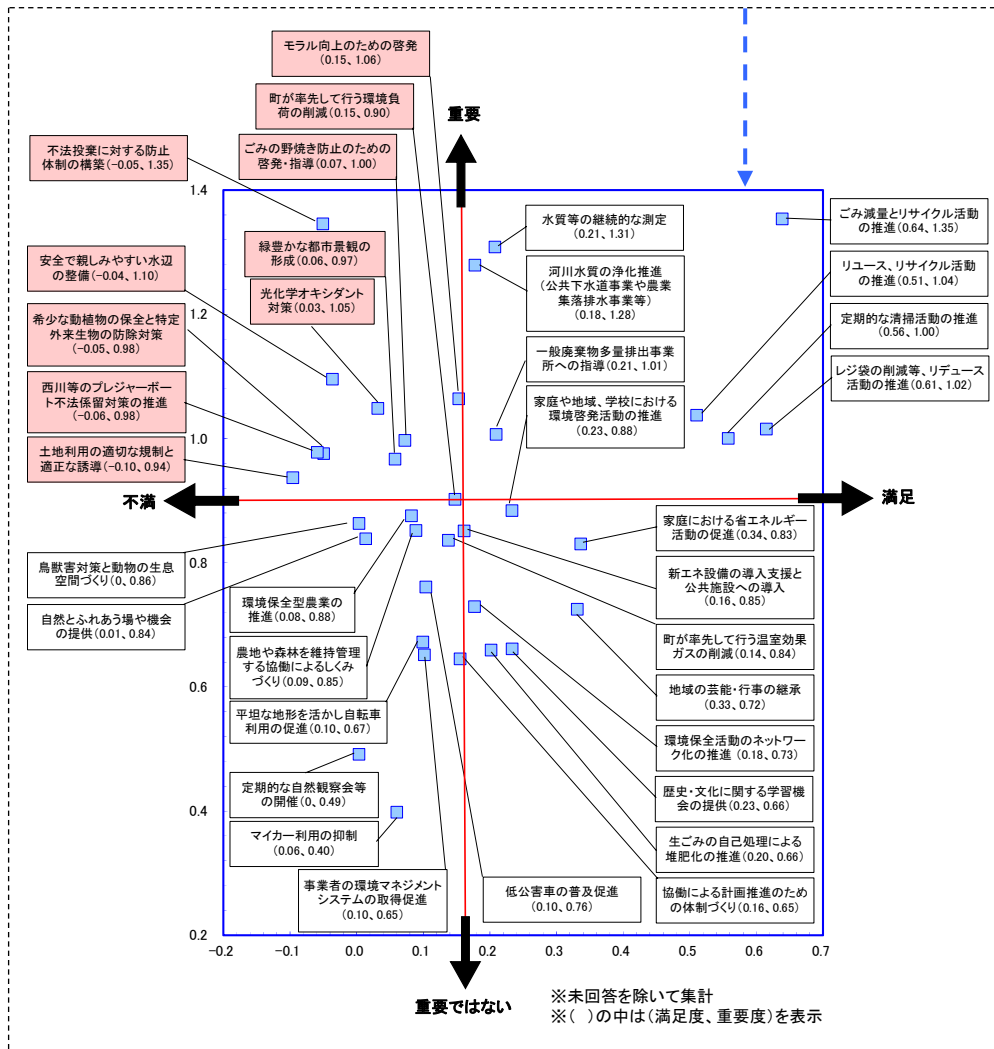 モラル向上のための啓発
(0.15、1.06)
町が率先して行う環境負
荷の削減(0.15、0.90)
重要
不法投棄に対する防止
体制の構築(-0.05、1.35)
ごみの野焼き防止のための
啓発・指導(0.07、1.00)
1.4
水質等の継続的な測定
(0.21、1.31)
ごみ減量とリサイクル活動
の推進(0.64、1.35)
安全で親しみやすい水辺
の整備(-0.04、1.10)
緑豊かな都市景観の
形成(0.06、0.97)
河川水質の浄化推進
(公共下水道事業や農業
集落排水事業等)
(0.18、1.28)
リユース、リサイクル活動
の推進(0.51、1.04)
光化学オキシダント
対策(0.03、1.05)
1.2
希少な動植物の保全と特定
外来生物の防除対策
(-0.05、0.98)
定期的な清掃活動の推進
(0.56、1.00)
一般廃棄物多量排出事業
所への指導(0.21、1.01)
レジ袋の削減等、リデュース
活動の推進(0.61、1.02)
西川等のプレジャーボー
ト不法係留対策の推進
(-0.06、0.98)
家庭や地域、学校における
環境啓発活動の推進
(0.23、0.88)
1.0
土地利用の適切な規制と
適正な誘導(-0.10、0.94)
不満
満足
家庭における省エネルギー
活動の促進(0.34、0.83)
鳥獣害対策と動物の生息
空間づくり(0、0.86)
0.8
新エネ設備の導入支援と
公共施設への導入
(0.16、0.85)
自然とふれあう場や機会
の提供(0.01、0.84)
環境保全型農業の
推進(0.08、0.88)
町が率先して行う温室効果
ガスの削減(0.14、0.84)
農地や森林を維持管理
する協働によるしくみ
づくり(0.09、0.85)
0.6
地域の芸能・行事の継承
(0.33、0.72)
平坦な地形を活かし自転車
利用の促進(0.10、0.67)
環境保全活動のネットワー
ク化の推進(0.18、0.73)
定期的な自然観察会等
の開催(0、0.49)
歴史・文化に関する学習機
会の提供(0.23、0.66)
0.4
マイカー利用の抑制
(0.06、0.40)
生ごみの自己処理による
堆肥化の推進(0.20、0.66)
事業者の環境マネジメント
システムの取得促進
(0.10、0.65)
低公害車の普及促進
(0.10、0.76)
協働による計画推進のため
の体制づくり(0.16、0.65)
0.2
-0.2 -0.1 0.0 0.1 0.2 0.3 0.4 0.5 0.6 0.7
重要ではない
※未回答を除いて集計
※( )の中は(満足度、重要度)を表示